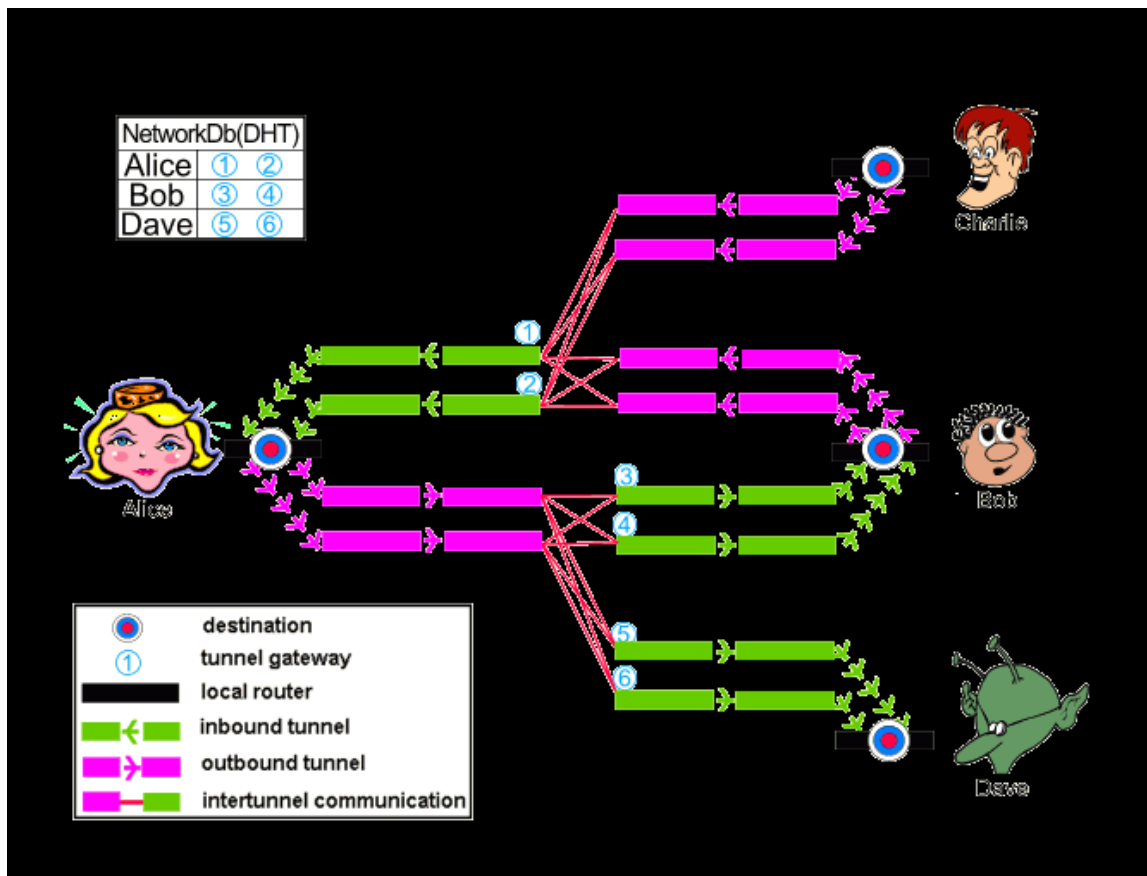 NetworkDb(DHT)
Alice 1 2
Bob 3 4
Dave 5 6
Charlie
1
2
Alice
3
4
Bob
5
6
Dave
destination
1 tunnel gateway
local router
inbound tunnel
outbound tunnel
intertunnel communication